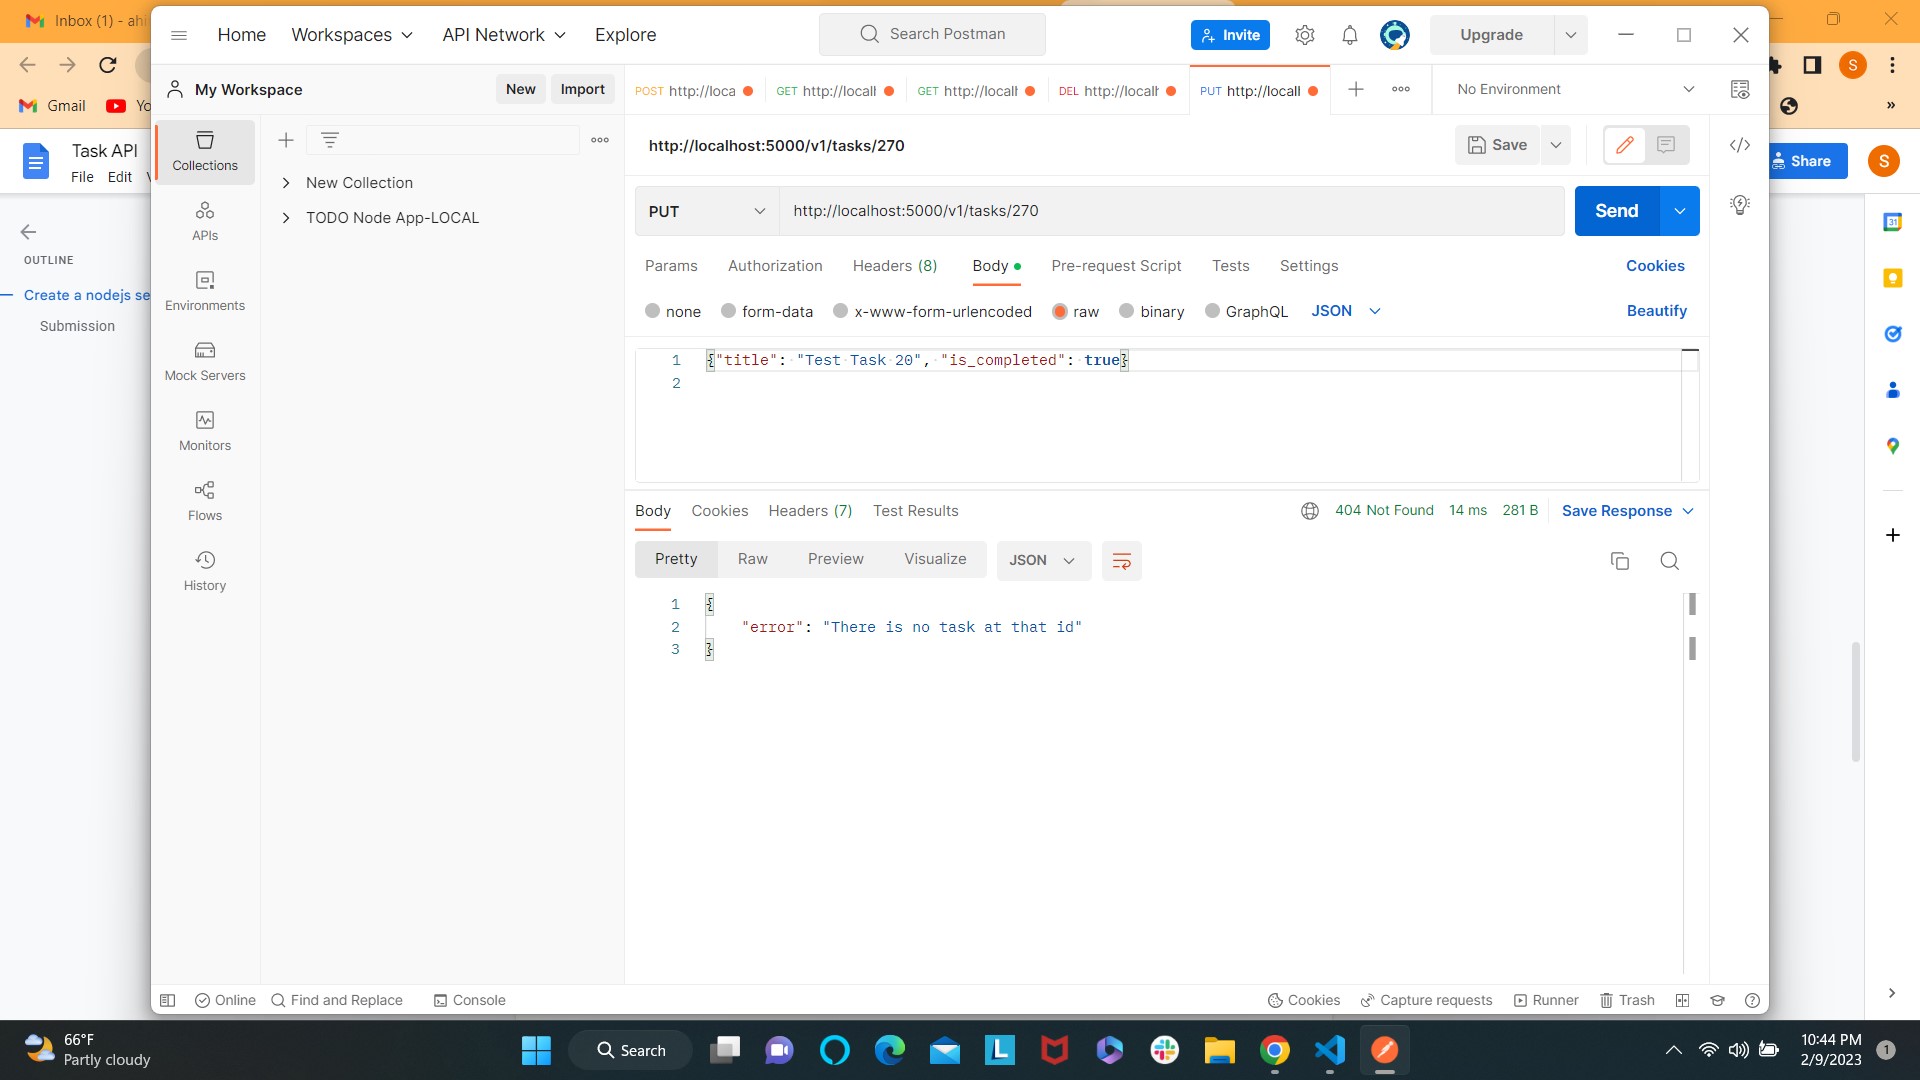 Inbox (1) - ahi
Home Workspaces API Network Explore
Search Postman
Invite
Upgrade
S
Gmail Yo
»
My Workspace
New Import
POST http://loca GET http://locall GET http://locall DEL http://localh PUT http://locall
No Environment
Task API
File Edit
Share
S
Collections
APIs
Environments
Mock Servers
Monitors
Flows
History
New Collection
TODO Node App-LOCAL
OUTLINE
Create a nodejs se
Submission
http://localhost:5000/v1/tasks/270
Save
PUT http://localhost:5000/v1/tasks/270
Send
Params Authorization Headers (8) Body Pre-request Script Tests Settings Cookies
none form-data x-www-form-urlencoded raw binary GraphQL JSON Beautify
1 {"title": "Test Task 20", "is_completed": true}
2
Body Cookies Headers (7) Test Results 404 Not Found 14 ms 281 B Save Response
Pretty Raw Preview Visualize JSON
1 {
2 "error": "There is no task at that id"
3 }
31
Online Find and Replace Console Cookies Capture requests Runner Trash
66°F
Partly cloudy
Search
L
10:44 PM
2/9/2023
1